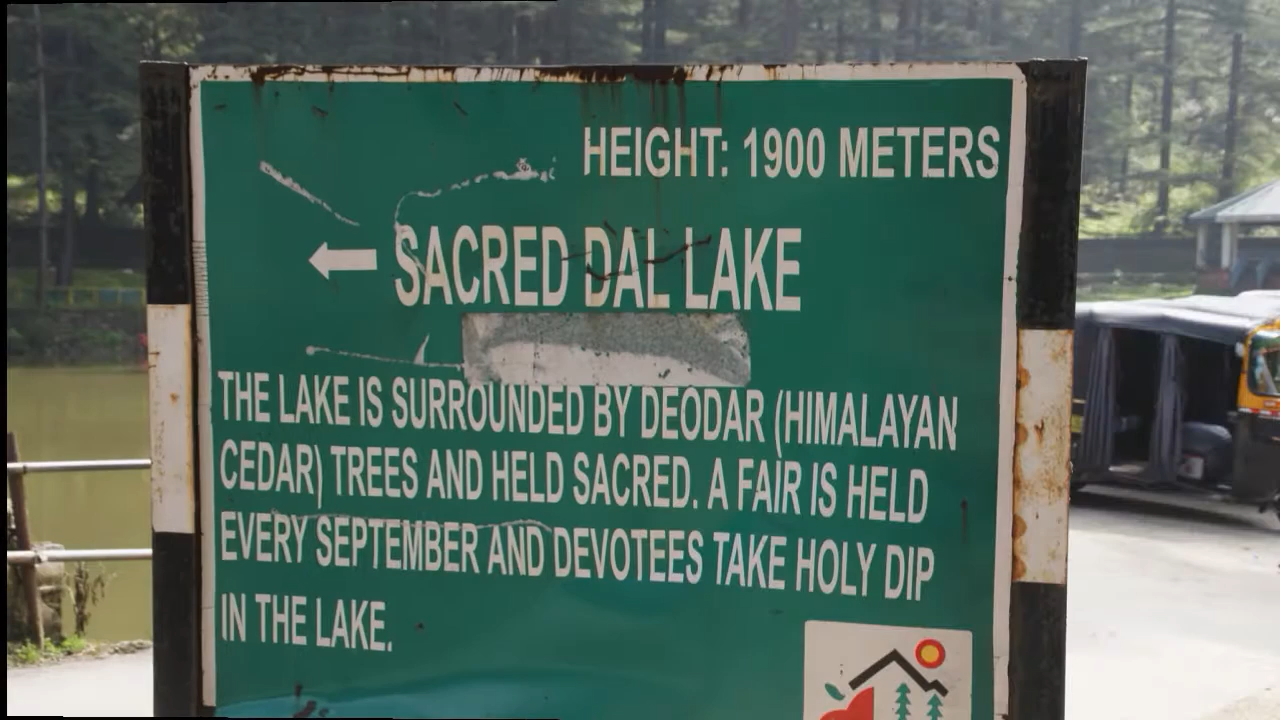 HEIGHT: 1900 METERS
SACRED DAL LAKE
THE LAKE IS SURROUNDED BY DEODAR (HIMALAYAN
CEDAR) TREES AND HELD SACRED. A FAIR IS HELD
EVERY SEPTEMBER AND DEVOTEES TAKE HOLY DIP
IN THE LAKE.